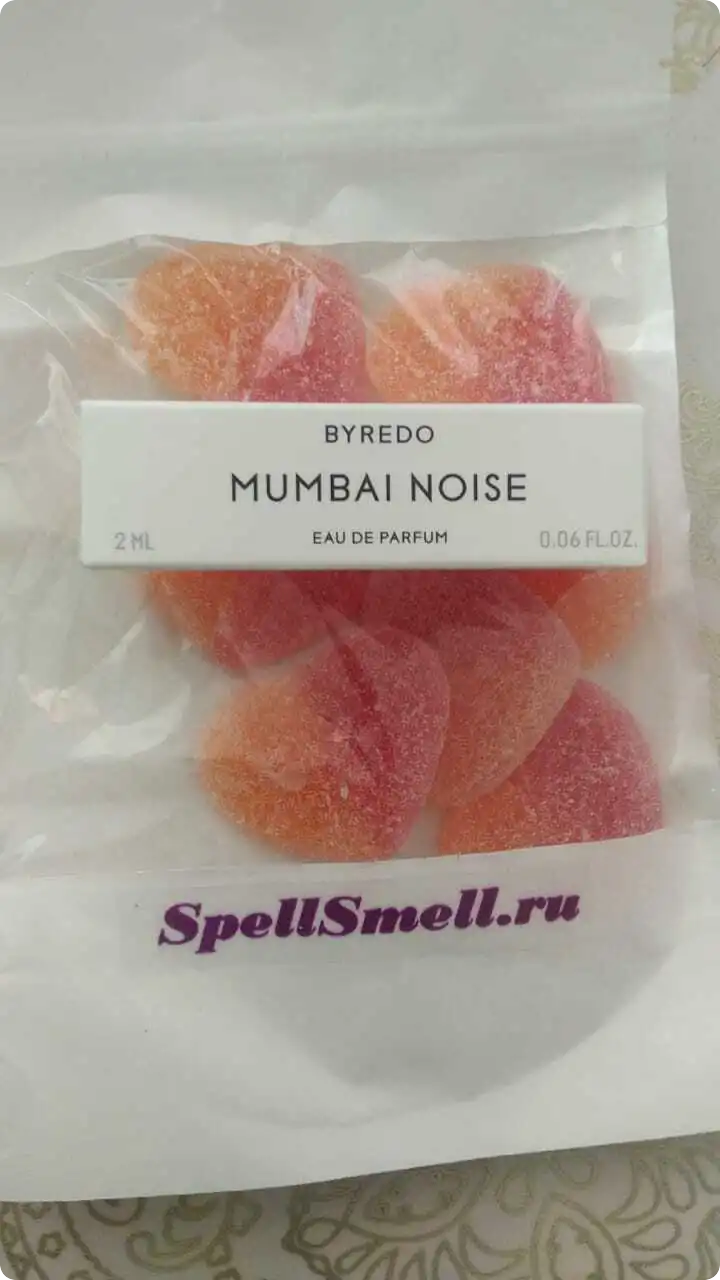 BYREDO
MUMBAI NOISE
EAU DE PARFUM
2 ML
0.06 FL.OZ.
SpellSmell.ru